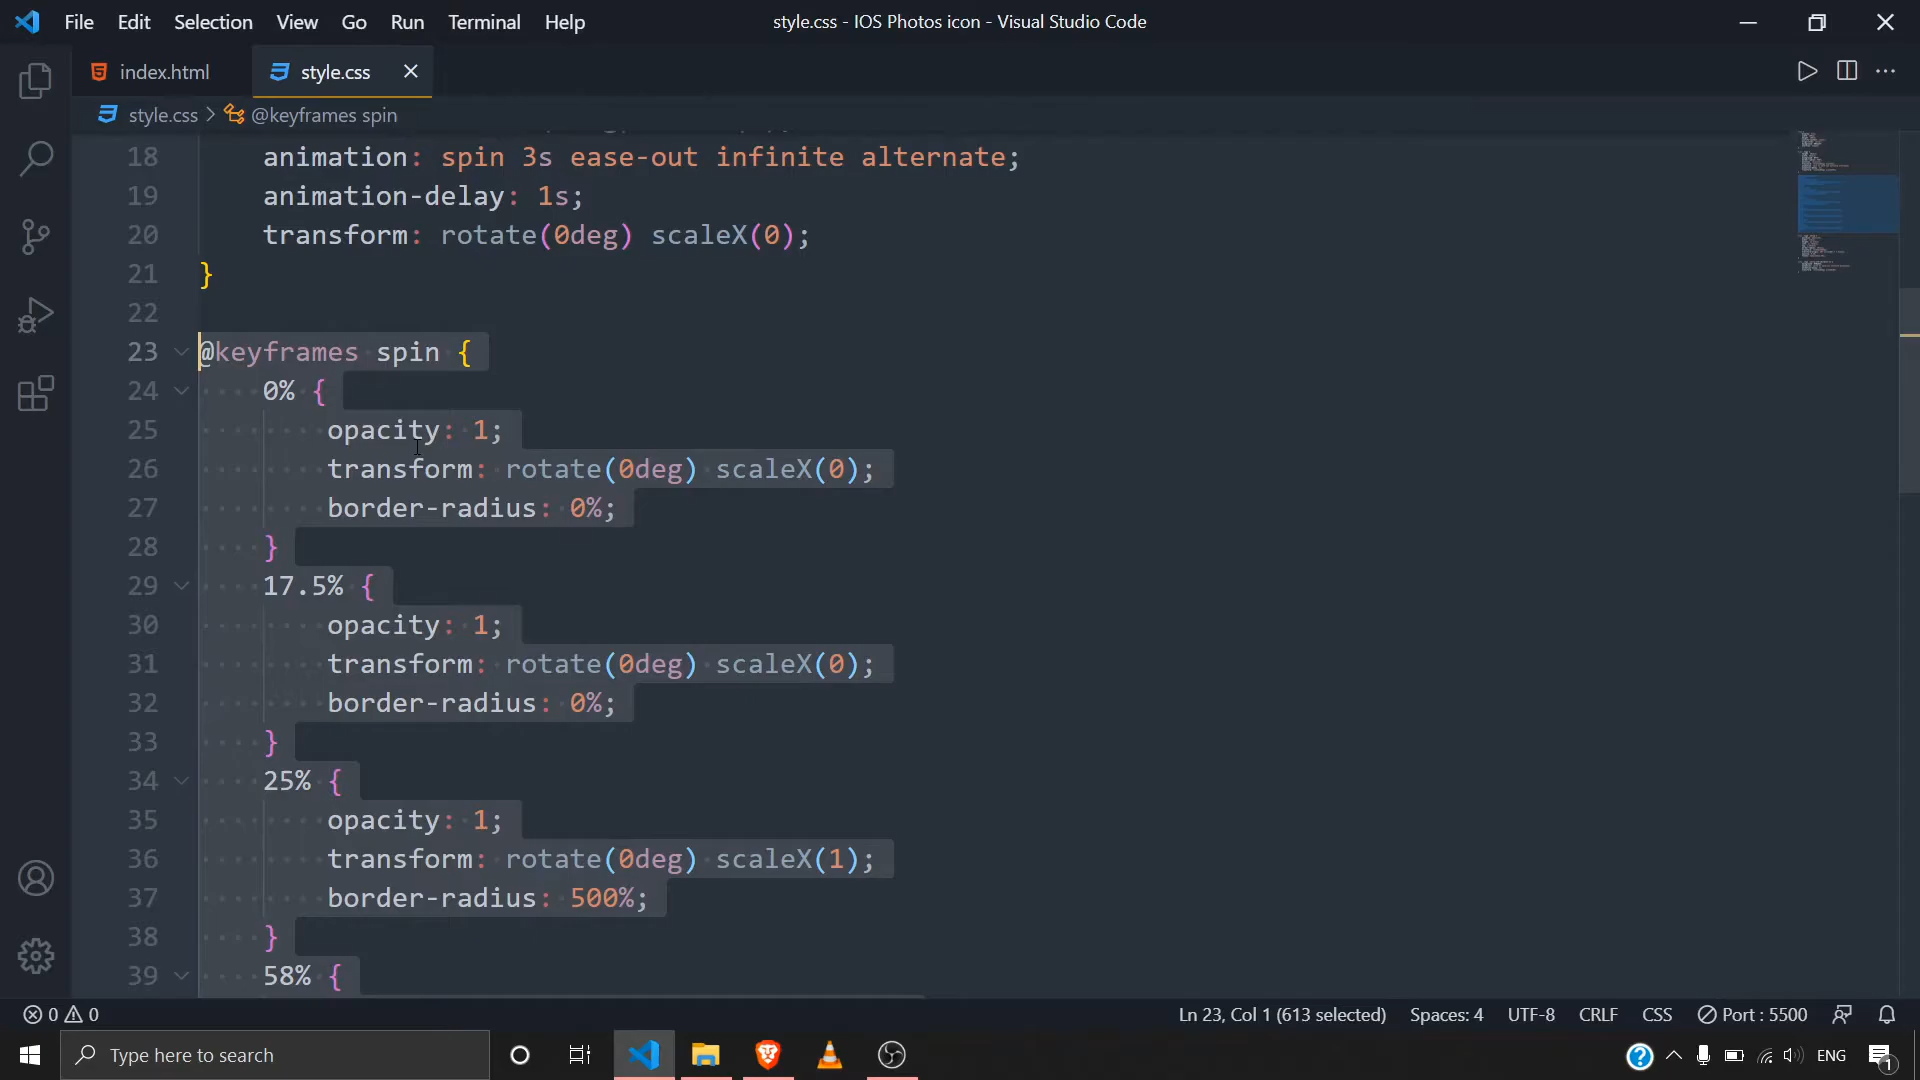 File Edit Selection View Go Run Terminal Help style.css - IOS Photos icon - Visual Studio Code
index.html style.css
style.css > @keyframes spin
18 animation: spin 3s ease-out infinite alternate;
19 animation-delay: 1s;
20 transform: rotate(0deg) scaleX(0);
21 }
22
23 @keyframes spin {
24 0% {
25 opacity: 1;
26 transform: rotate(0deg) scaleX(0);
27 border-radius: 0%;
28 }
29 17.5% {
30 opacity: 1;
31 transform: rotate(0deg) scaleX(0);
32 border-radius: 0%;
33 }
34 25% {
35 opacity: 1;
36 transform: rotate(0deg) scaleX(1);
37 border-radius: 500%;
38 }
39 58% {
0 0 Ln 23, Col 1 (613 selected) Spaces: 4 UTF-8 CRLF CSS Port : 5500
Type here to search ENG 1